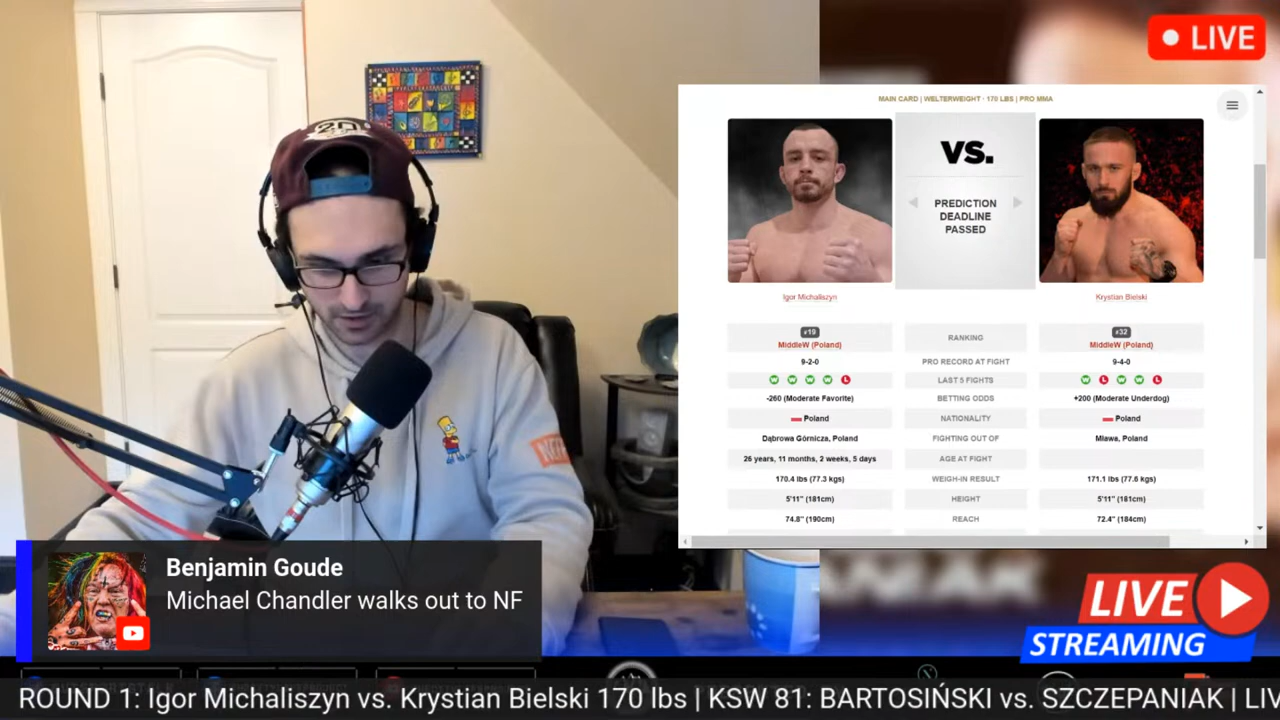 LIVE
MAIN CARD | WELTERWEIGHT · 170 LBS | PRO MMA
VS.
PREDICTION
DEADLINE
PASSED
Igor Michaliszyn
Krystian Bielski
#19
RANKING
#32
MiddleW (Poland)
MiddleW (Poland)
9-2-0
PRO RECORD AT FIGHT
9-4-0
W W W W L
LAST 5 FIGHTS
W L W W L
-260 (Moderate Favorite)
BETTING ODDS
+200 (Moderate Underdog)
Poland
NATIONALITY
Poland
Dąbrowa Górnicza, Poland
FIGHTING OUT OF
Mława, Poland
26 years, 11 months, 2 weeks, 5 days
AGE AT FIGHT
170.4 lbs (77.3 kgs)
WEIGH-IN RESULT
171.1 lbs (77.6 kgs)
5'11" (181cm)
HEIGHT
5'11" (181cm)
74.8" (190cm)
REACH
72.4" (184cm)
Benjamin Goude
Michael Chandler walks out to NF
LIVE
STREAMING
ROUND 1: Igor Michaliszyn vs. Krystian Bielski 170 lbs | KSW 81: BARTOSIŃSKI vs. SZCZEPANIAK | LIV